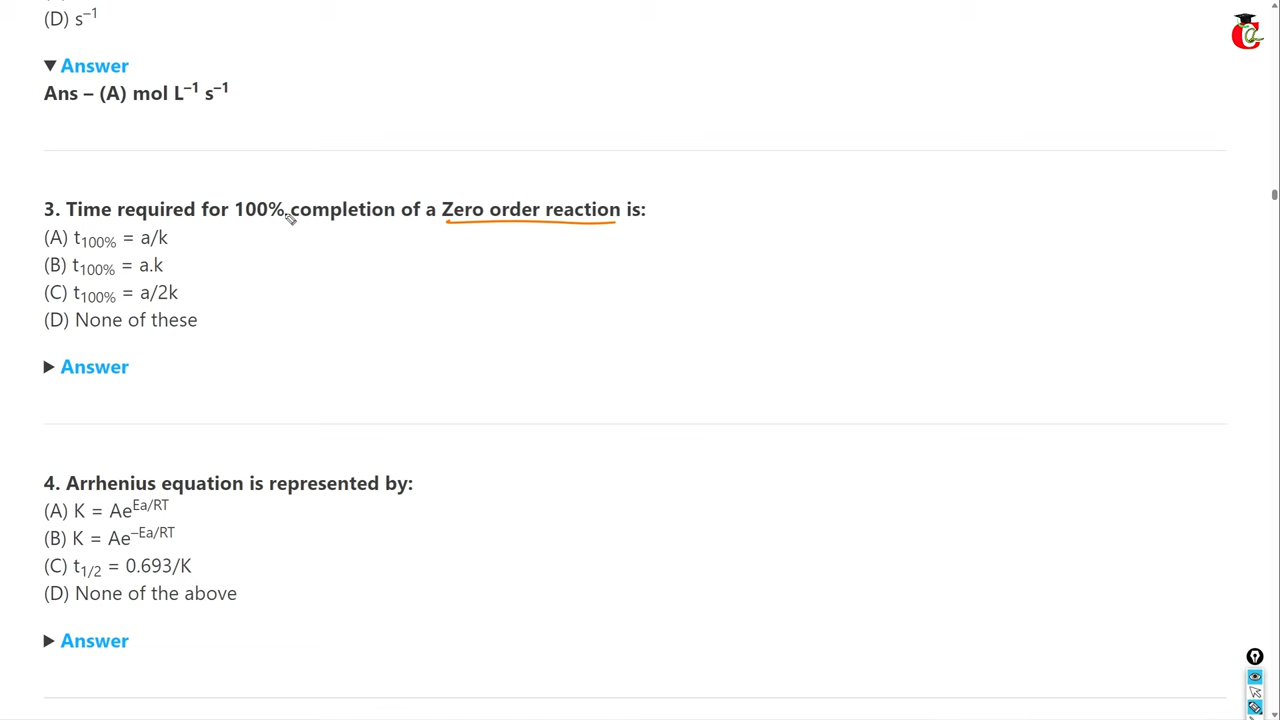 (D) s⁻¹
▼ Answer
Ans – (A) mol L⁻¹ s⁻¹
3. Time required for 100% completion of a Zero order reaction is:
(A) t₁₀₀% = a/k
(B) t₁₀₀% = a.k
(C) t₁₀₀% = a/2k
(D) None of these
▶ Answer
4. Arrhenius equation is represented by:
(A) K = Ae^Ea/RT
(B) K = Ae^–Ea/RT
(C) t₁/₂ = 0.693/K
(D) None of the above
▶ Answer